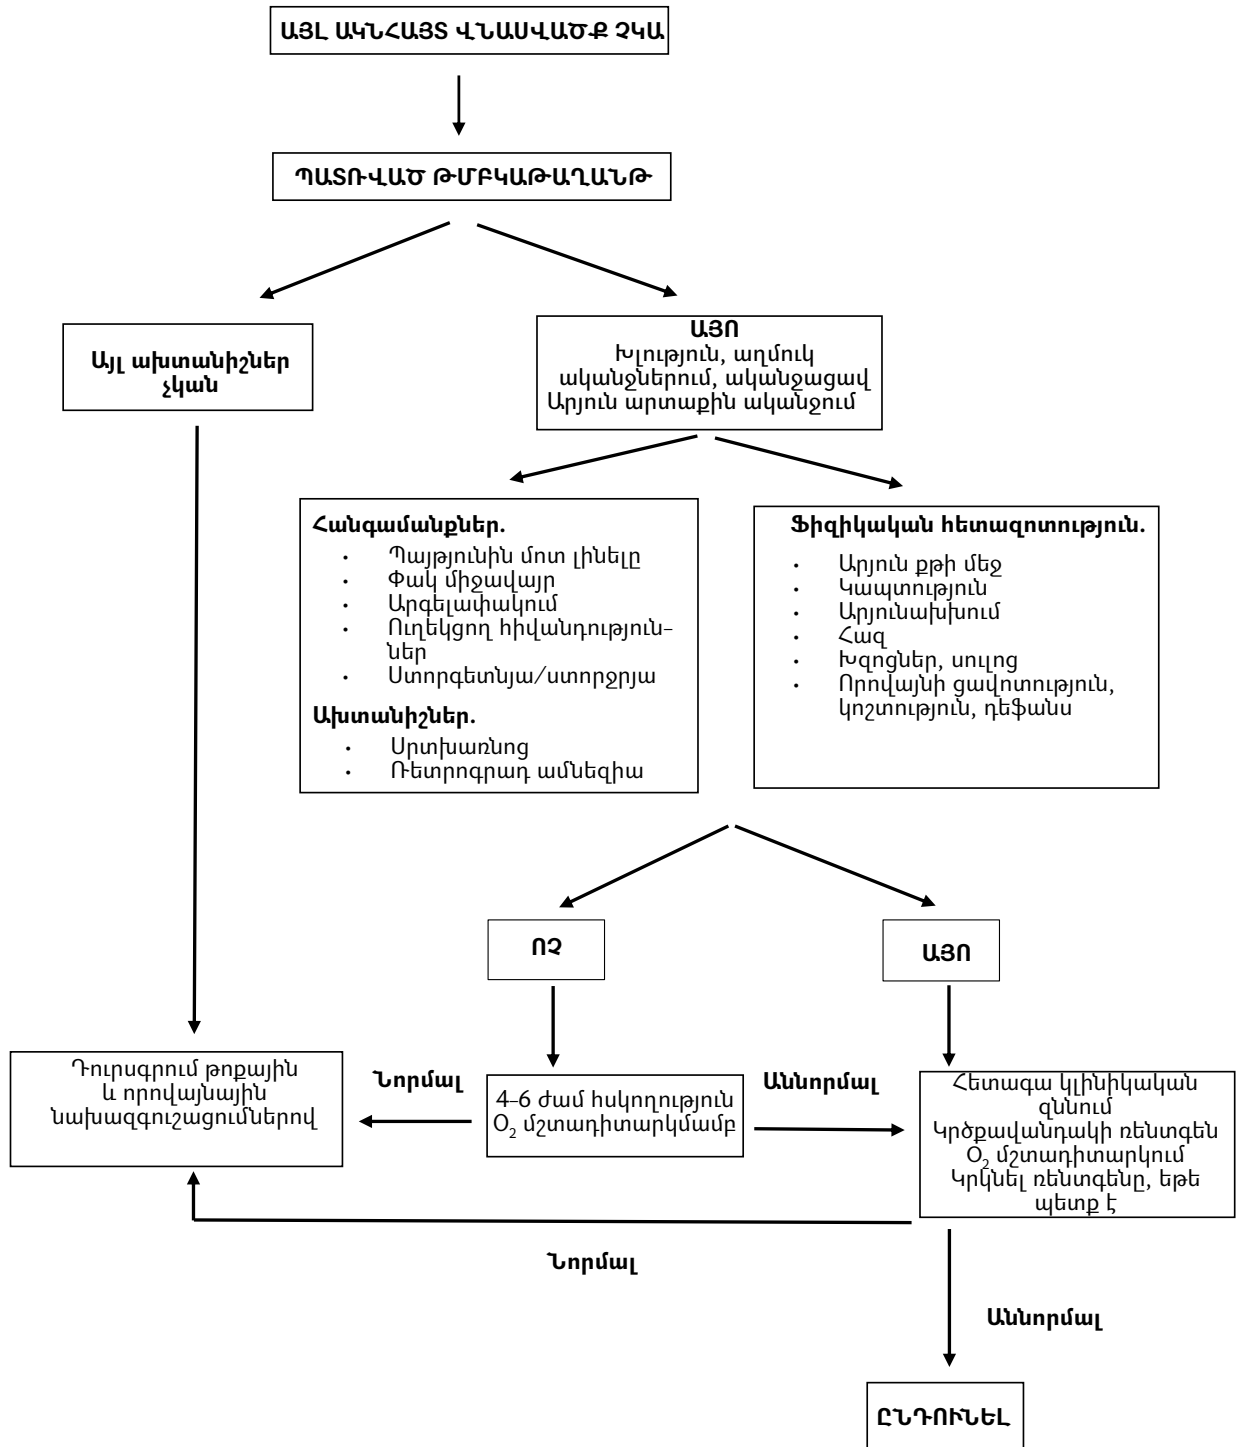 ԱՅԼ ԱԿՆՀԱՅՏ ՎՆԱՍՎԱԾՔ ՉԿԱ
ՊԱՏՌՎԱԾ ԹՄԲԿԱԹԱՂԱՆԹ
Այլ ախտանիշներ
չկան
ԱՅՈ
Խլություն, աղմուկ
ականջներում, ականջացավ
Արյուն արտաքին ականջում
Հանգամանքներ.
• Պայթյունին մոտ լինելը
• Փակ միջավայր
• Արգելափակում
• Ուղեկցող հիվանդություն-
ներ
• Ստորգետնյա/ստորջրյա
Ախտանիշներ.
• Սրտխառնոց
• Ռետրոգրադ ամնեզիա
Ֆիզիկական հետազոտություն.
• Արյուն քթի մեջ
• Կապտություն
• Արյունախխում
• Հազ
• Խզոցներ, սուլոց
• Որովայնի ցավոտություն,
կոշտություն, դեֆանս
ՈՉ
ԱՅՈ
Դուրսգրում թոքային
և որովայնային
նախազգուշացումներով
Նորմալ
4–6 ժամ հսկողություն
O₂ մշտադիտարկմամբ
Աննորմալ
Հետագա կլինիկական
զննում
Կրծքավանդակի ռենտգեն
O₂ մշտադիտարկում
Կրկնել ռենտգենը, եթե
պետք է
Նորմալ
Աննորմալ
ԸՆԴՈՒՆԵԼ